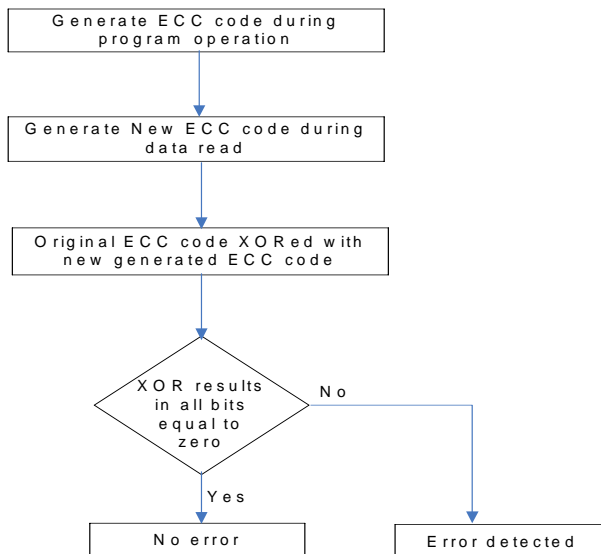 Generate ECC code during
program operation
Generate New ECC code during
data read
Original ECC code XORed with
new generated ECC code
XOR results
in all bits
equal to
zero
No
Yes
No error
Error detected